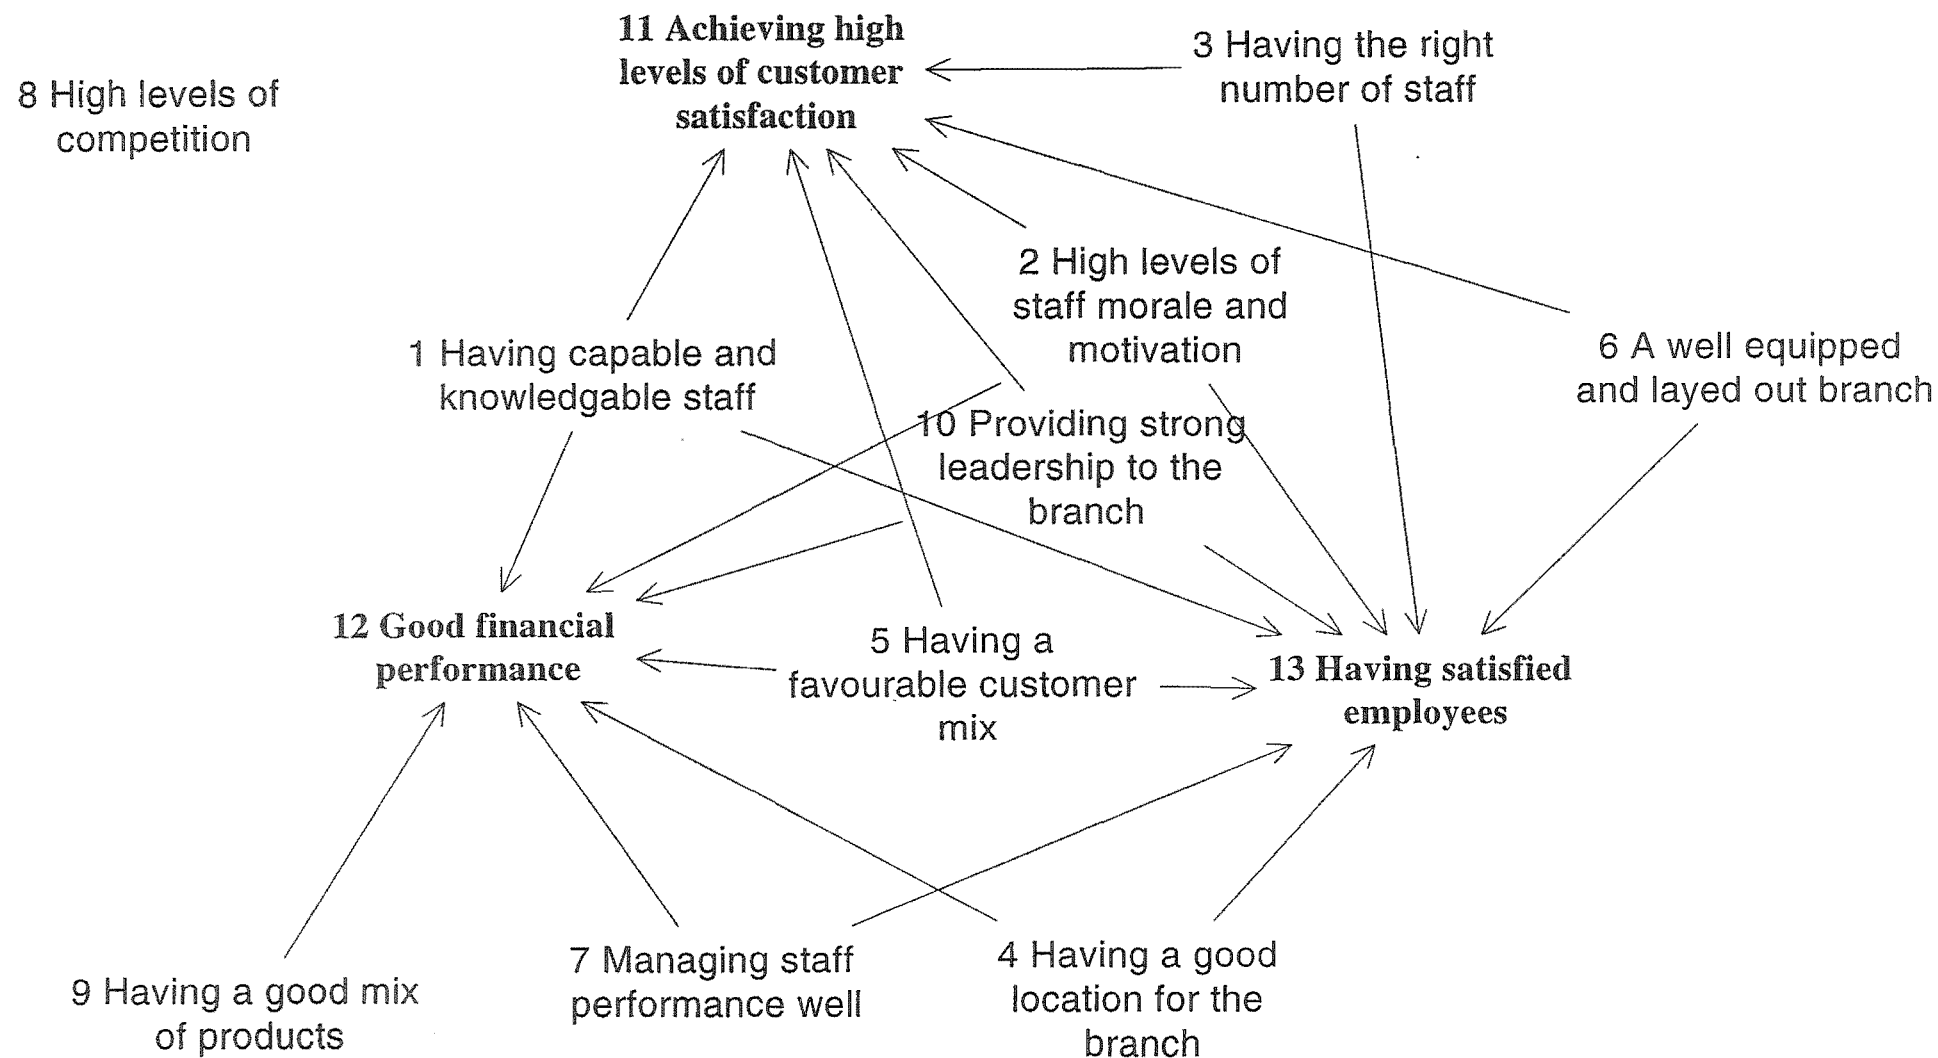 11 Achieving high
levels of customer
satisfaction
3 Having the right
number of staff
8 High levels of
competition
2 High levels of
staff morale and
motivation
1 Having capable and
knowledgable staff
6 A well equipped
and layed out branch
10 Providing strong
leadership to the
branch
12 Good financial
performance
5 Having a
favourable customer
mix
13 Having satisfied
employees
9 Having a good mix
of products
7 Managing staff
performance well
4 Having a good
location for the
branch